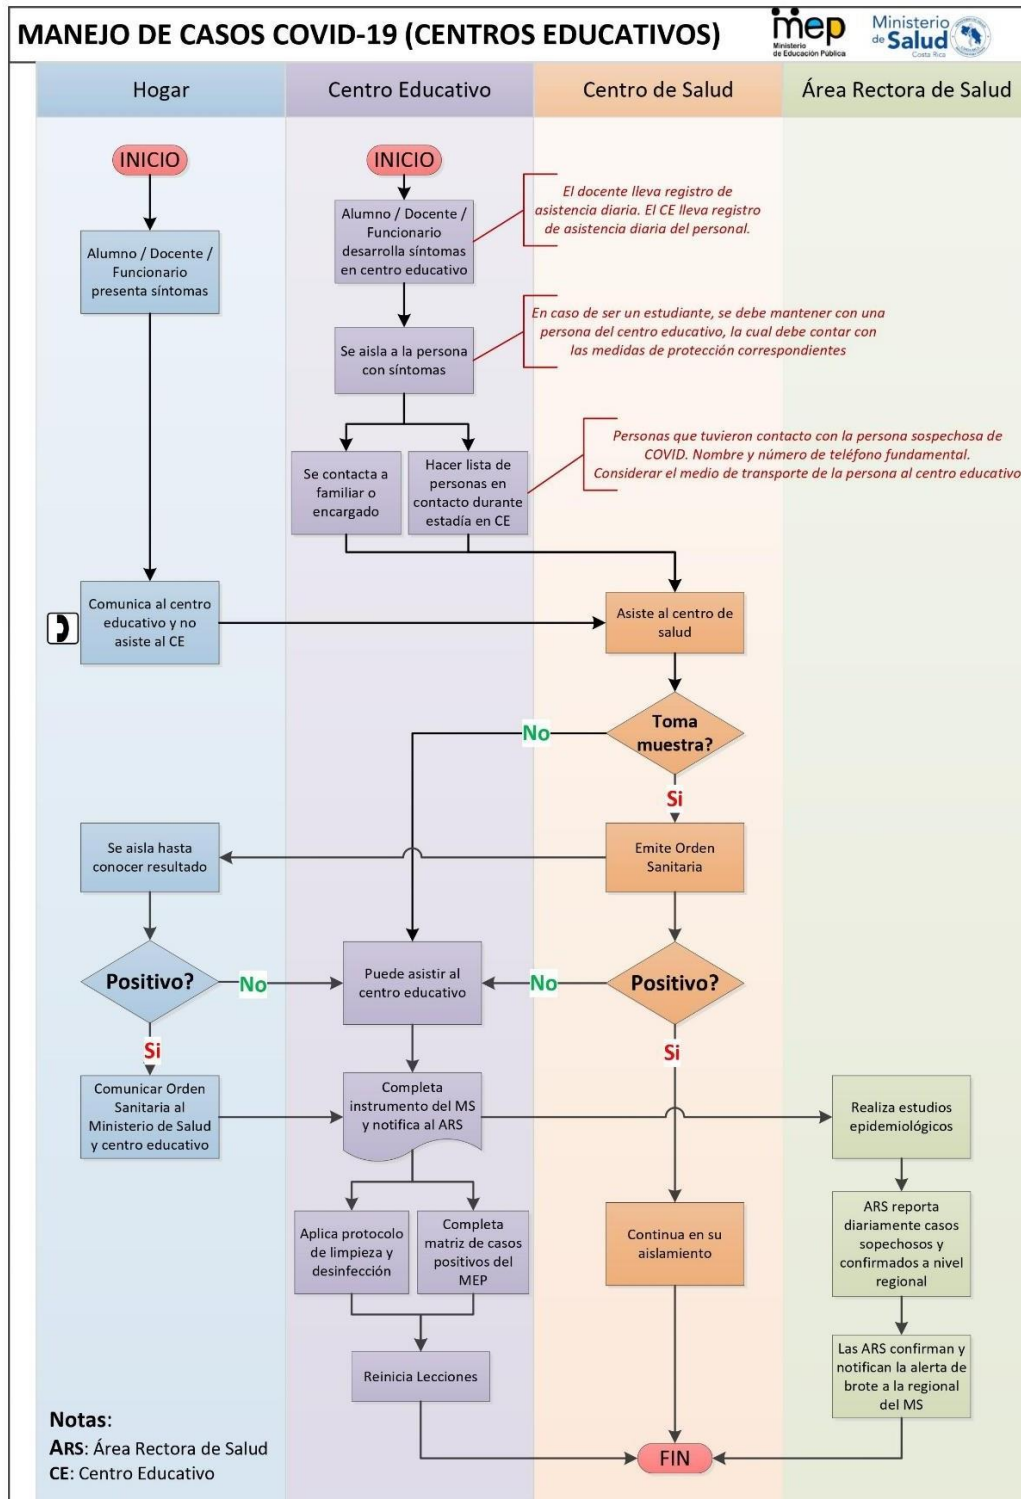 MANEJO DE CASOS COVID-19 (CENTROS EDUCATIVOS)
mep
Ministerio
de Educación Pública
Ministerio
de Salud
Costa Rica
Hogar
Centro Educativo
Centro de Salud
Área Rectora de Salud
INICIO
INICIO
Alumno / Docente /
Funcionario
presenta síntomas
Alumno / Docente /
Funcionario
desarrolla síntomas
en centro educativo
El docente lleva registro de
asistencia diaria. El CE lleva registro
de asistencia diaria del personal.
Se aisla a la persona
con síntomas
En caso de ser un estudiante, se debe mantener con una
persona del centro educativo, la cual debe contar con
las medidas de protección correspondientes
Se contacta a
familiar o
encargado
Hacer lista de
personas en
contacto durante
estadía en CE
Personas que tuvieron contacto con la persona sospechosa de
COVID. Nombre y número de teléfono fundamental.
Considerar el medio de transporte de la persona al centro educativo
Comunica al centro
educativo y no
asiste al CE
Asiste al centro de
salud
Toma
muestra?
No
Si
Se aisla hasta
conocer resultado
Emite Orden
Sanitaria
Positivo?
No
Puede asistir al
centro educativo
No
Positivo?
Si
Si
Comunicar Orden
Sanitaria al
Ministerio de Salud
y centro educativo
Completa
instrumento del MS
y notifica al ARS
Realiza estudios
epidemiológicos
Aplica protocolo
de limpieza y
desinfección
Completa
matriz de casos
positivos del
MEP
Continua en su
aislamiento
ARS reporta
diariamente casos
sopechosos y
confirmados a nivel
regional
Reinicia Lecciones
Las ARS confirman y
notifican la alerta de
brote a la regional
del MS
Notas:
ARS: Área Rectora de Salud
CE: Centro Educativo
FIN